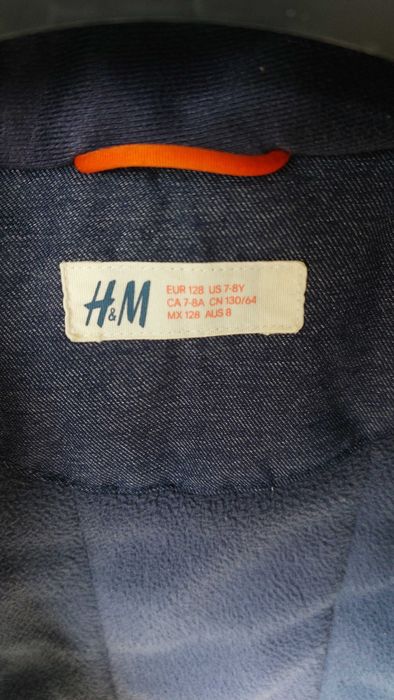 H&M
EUR 128 US 7-8Y
CA 7-8A CN 130/64
MX 128 AUS 8